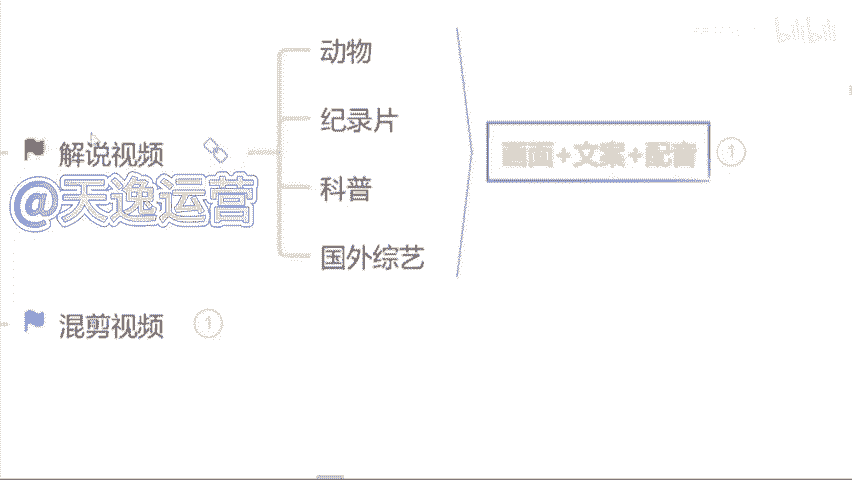 bilibili
动物
纪录片
解说视频
画面+文案+配音 1
@天逸运营
科普
国外综艺
混剪视频 1